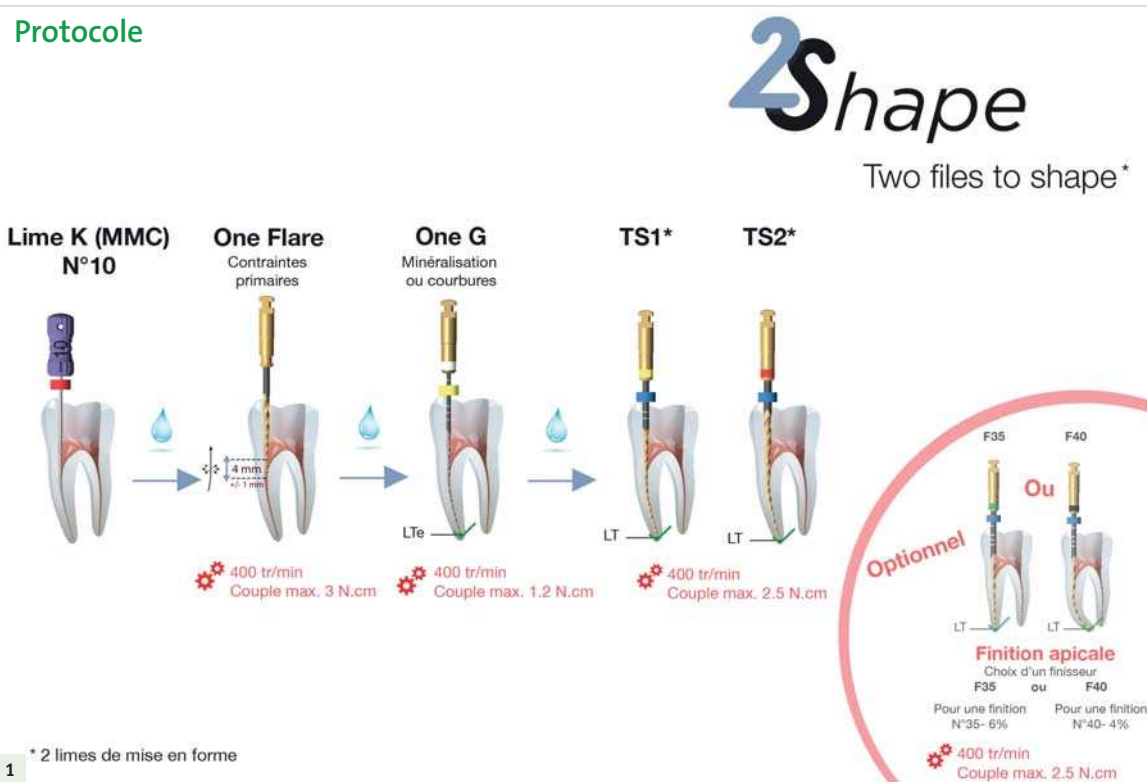 Protocole
2Shape
Two files to shape*
Lime K (MMC)
N°10
One Flare
Contraintes
primaires
One G
Minéralisation
ou courbures
TS1*
TS2*
10
4 mm
+/- 1 mm
LTe
LT
LT
400 tr/min
Couple max. 3 N.cm
400 tr/min
Couple max. 1.2 N.cm
400 tr/min
Couple max. 2.5 N.cm
F35
F40
Ou
Optionnel
LT
LT
Finition apicale
Choix d'un finisseur
F35 ou F40
Pour une finition
N°35- 6%
Pour une finition
N°40- 4%
400 tr/min
Couple max. 2.5 N.cm
* 2 limes de mise en forme
1